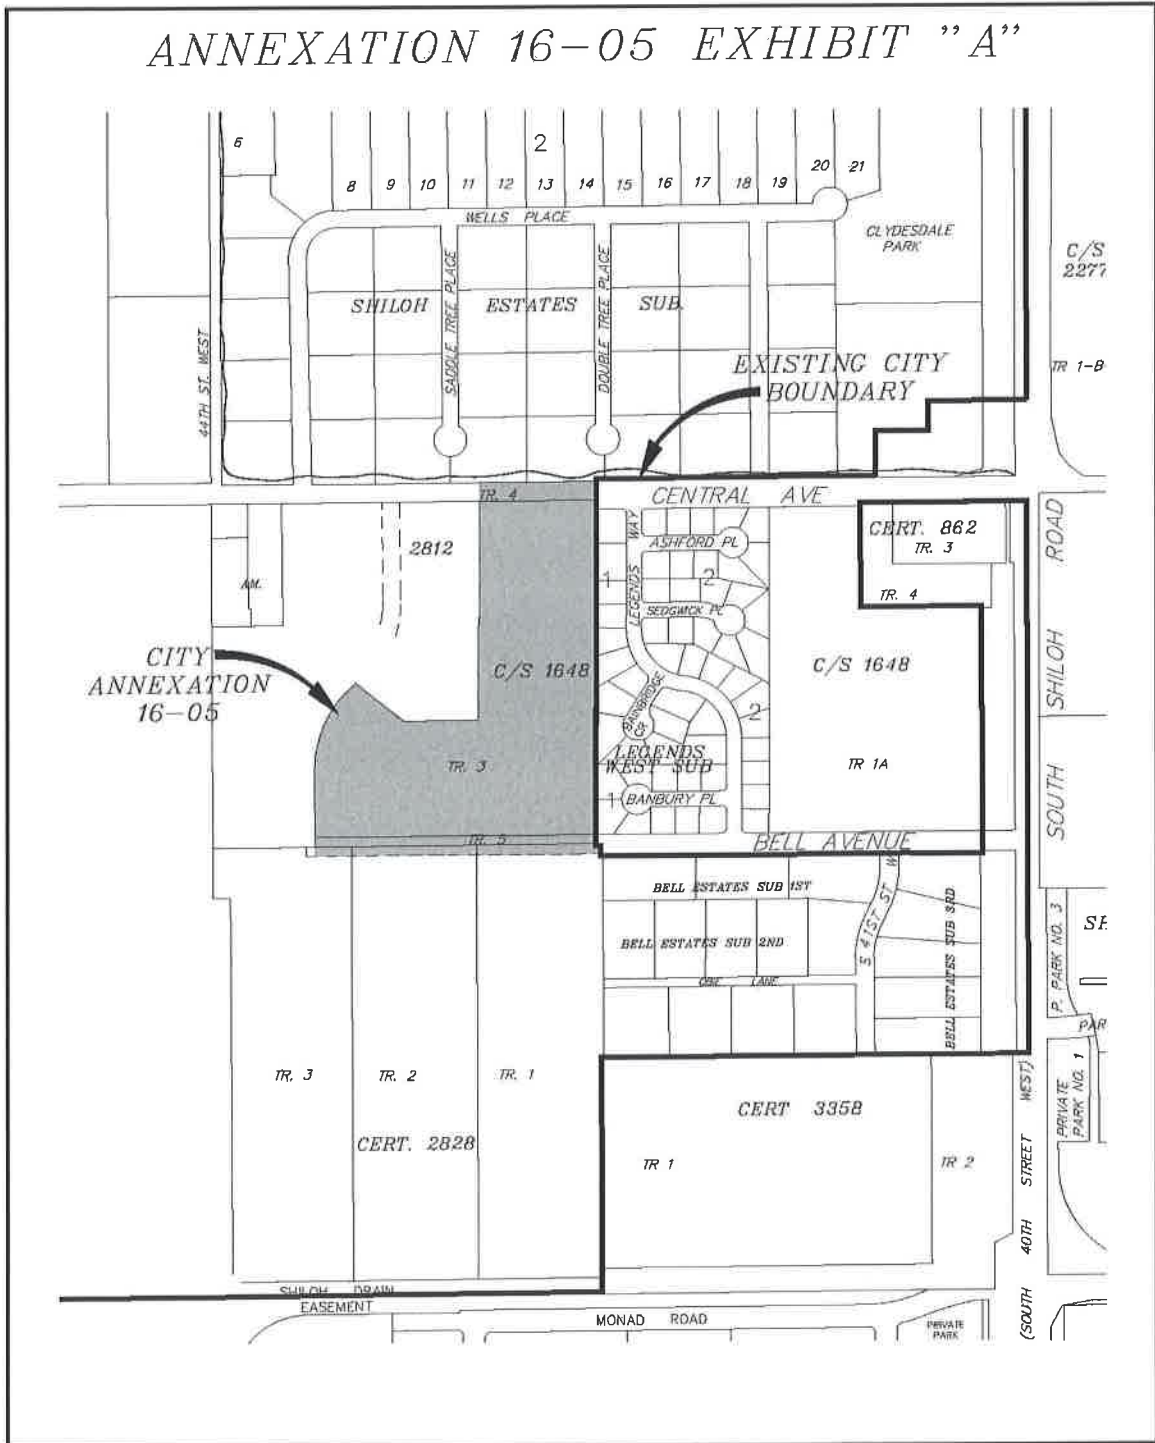 ANNEXATION 16-05 EXHIBIT "A"
6
2
8
9
10
11
12
13
14
15
16
17
18
19
20
21
WELLS PLACE
CLYDESDALE
PARK
C/S
2277
SADDLE TREE PLACE
DOUBLE TREE PLACE
SHILOH ESTATES SUB.
44TH ST. WEST
EXISTING CITY
BOUNDARY
TR 1-B
TR. 4
CENTRAL AVE
CERT. 862
TR. 3
ROAD
2812
LEGENDS WAY
ASHFORD PL
1
2
AM.
TR. 4
SEDGWICK PL
CITY
ANNEXATION
16-05
C/S 1648
C/S 1648
SHILOH
BAINBRIDGE
CR
2
LEGENDS
WEST SUB
TR. 3
TR 1A
1
BANBURY PL
SOUTH
TR. 5
BELL AVENUE
BELL ESTATES SUB 1ST
S 41ST ST W
BELL ESTATES SUB 2ND
BELL ESTATES SUB 3RD
P. PARK NO. 3
LANE
PAR
TR. 3
TR. 2
TR. 1
CERT 3358
PRIVATE
PARK NO. 1
CERT. 2828
TR 1
TR 2
(SOUTH 40TH STREET WEST)
SHILOH DRAIN
EASEMENT
MONAD ROAD
PRIVATE
PARK